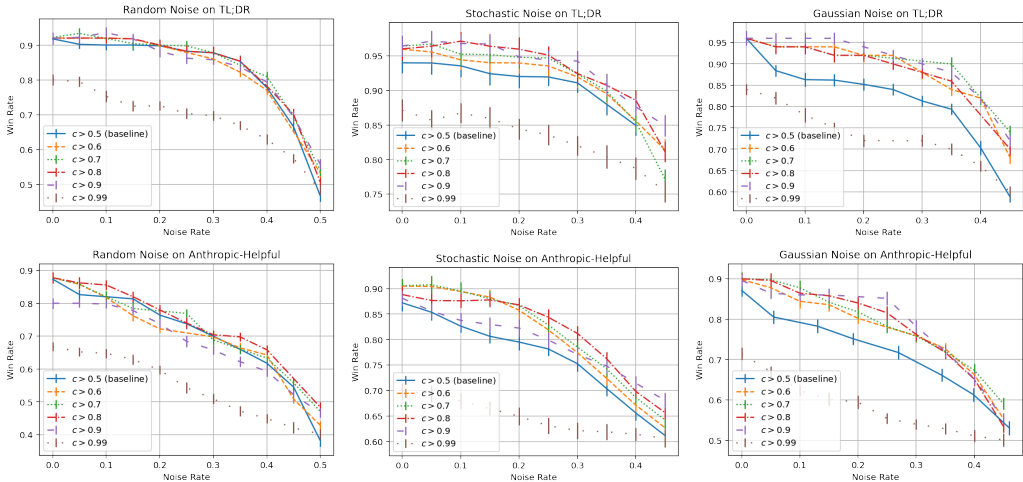 Random Noise on TL;DR
Win Rate
0.9
0.8
0.7
0.6
0.5
c > 0.5 (baseline)
c > 0.6
c > 0.7
c > 0.8
c > 0.9
c > 0.99
0.0 0.1 0.2 0.3 0.4 0.5
Noise Rate
Stochastic Noise on TL;DR
Win Rate
0.95
0.90
0.85
0.80
0.75
c > 0.5 (baseline)
c > 0.6
c > 0.7
c > 0.8
c > 0.9
c > 0.99
0.0 0.1 0.2 0.3 0.4
Noise Rate
Gaussian Noise on TL;DR
Win Rate
0.95
0.90
0.85
0.80
0.75
0.70
0.65
0.60
c > 0.5 (baseline)
c > 0.6
c > 0.7
c > 0.8
c > 0.9
c > 0.99
0.0 0.1 0.2 0.3 0.4
Noise Rate
Random Noise on Anthropic-Helpful
Win Rate
0.9
0.8
0.7
0.6
0.5
0.4
c > 0.5 (baseline)
c > 0.6
c > 0.7
c > 0.8
c > 0.9
c > 0.99
0.0 0.1 0.2 0.3 0.4 0.5
Noise Rate
Stochastic Noise on Anthropic-Helpful
Win Rate
0.90
0.85
0.80
0.75
0.70
0.65
0.60
c > 0.5 (baseline)
c > 0.6
c > 0.7
c > 0.8
c > 0.9
c > 0.99
0.0 0.1 0.2 0.3 0.4
Noise Rate
Gaussian Noise on Anthropic-Helpful
Win Rate
0.9
0.8
0.7
0.6
0.5
c > 0.5 (baseline)
c > 0.6
c > 0.7
c > 0.8
c > 0.9
c > 0.99
0.0 0.1 0.2 0.3 0.4
Noise Rate